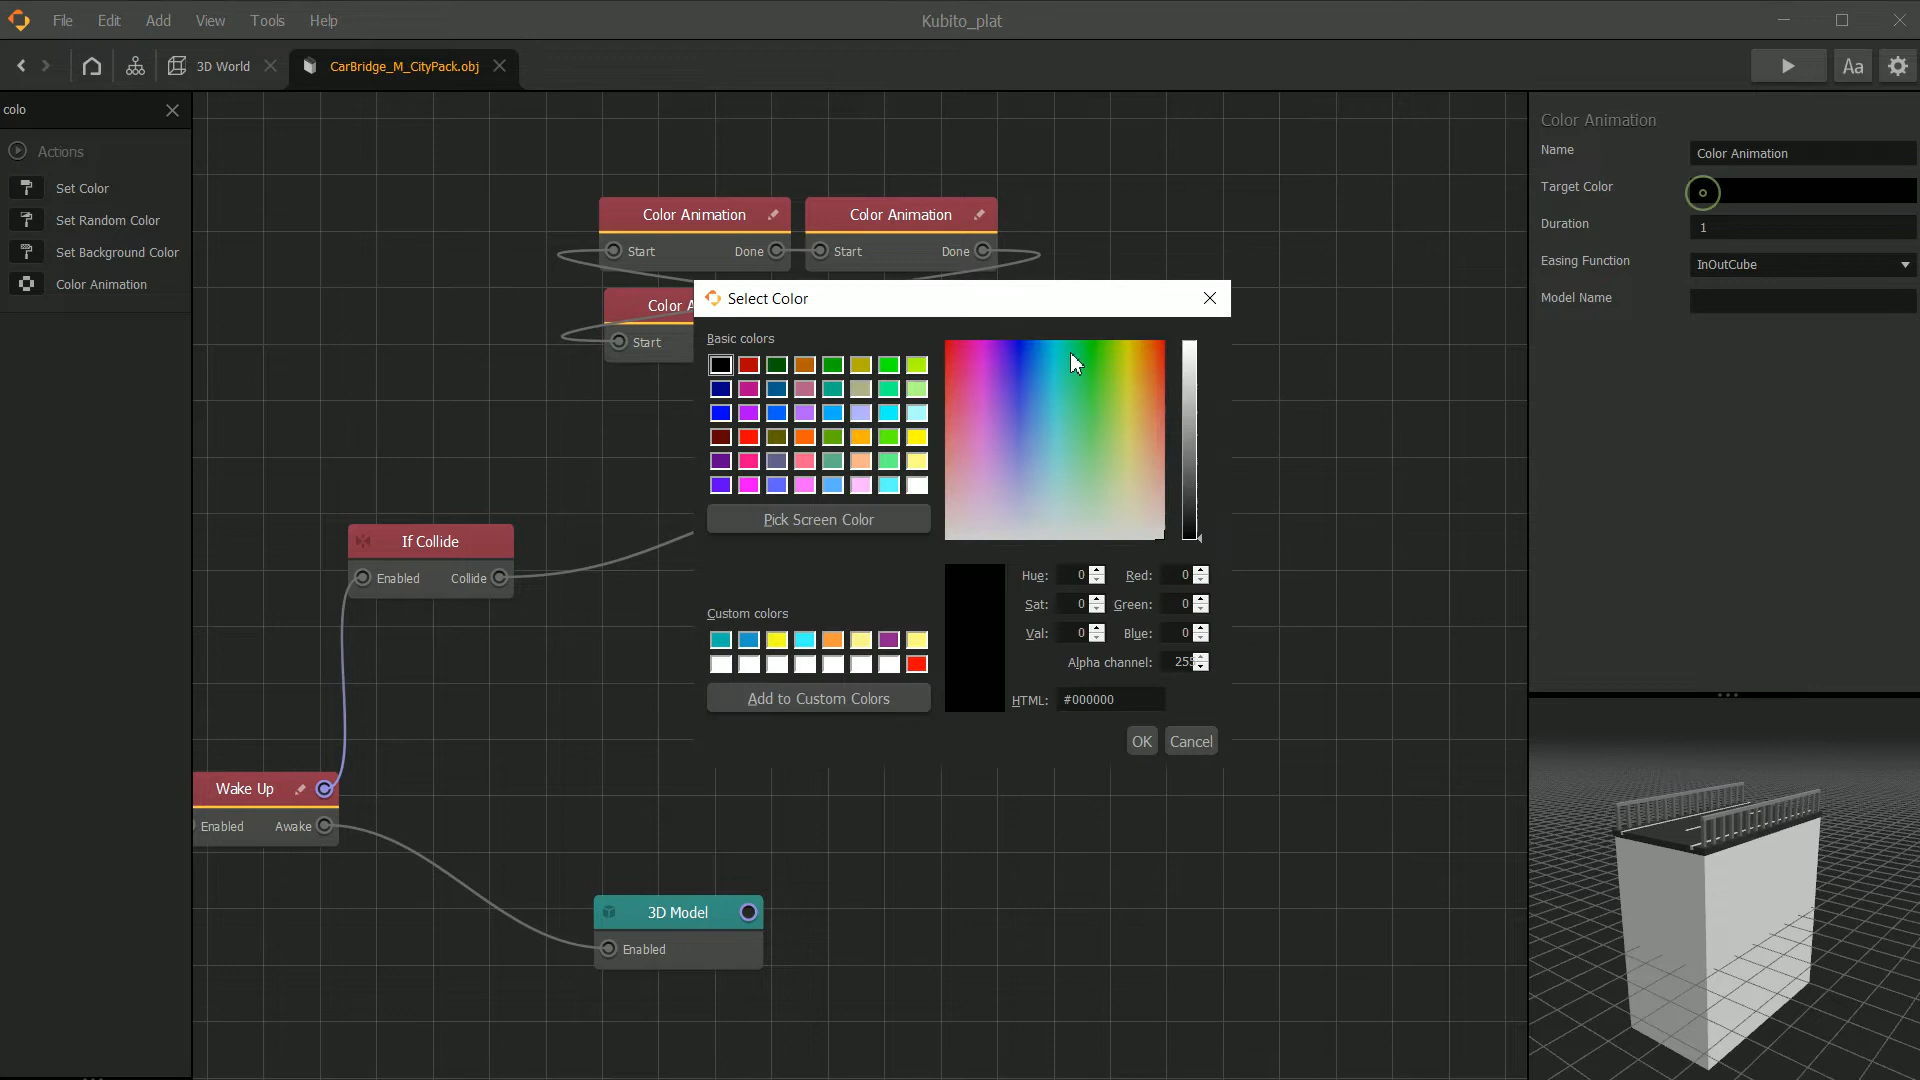 File Edit Add View Tools Help
Kubito_plat
3D World
CarBridge_M_CityPack.obj
Aa
colo
Actions
Set Color
Set Random Color
Set Background Color
Color Animation
Color Animation
Start Done
Color Animation
Start Done
Color A
Start
If Collide
Enabled Collide
Wake Up
Enabled Awake
3D Model
Enabled
Select Color
Basic colors
Pick Screen Color
Custom colors
Add to Custom Colors
Hue: 0 Red: 0
Sat: 0 Green: 0
Val: 0 Blue: 0
Alpha channel: 255
HTML: #000000
OK Cancel
Color Animation
Name Color Animation
Target Color
Duration 1
Easing Function InOutCube
Model Name